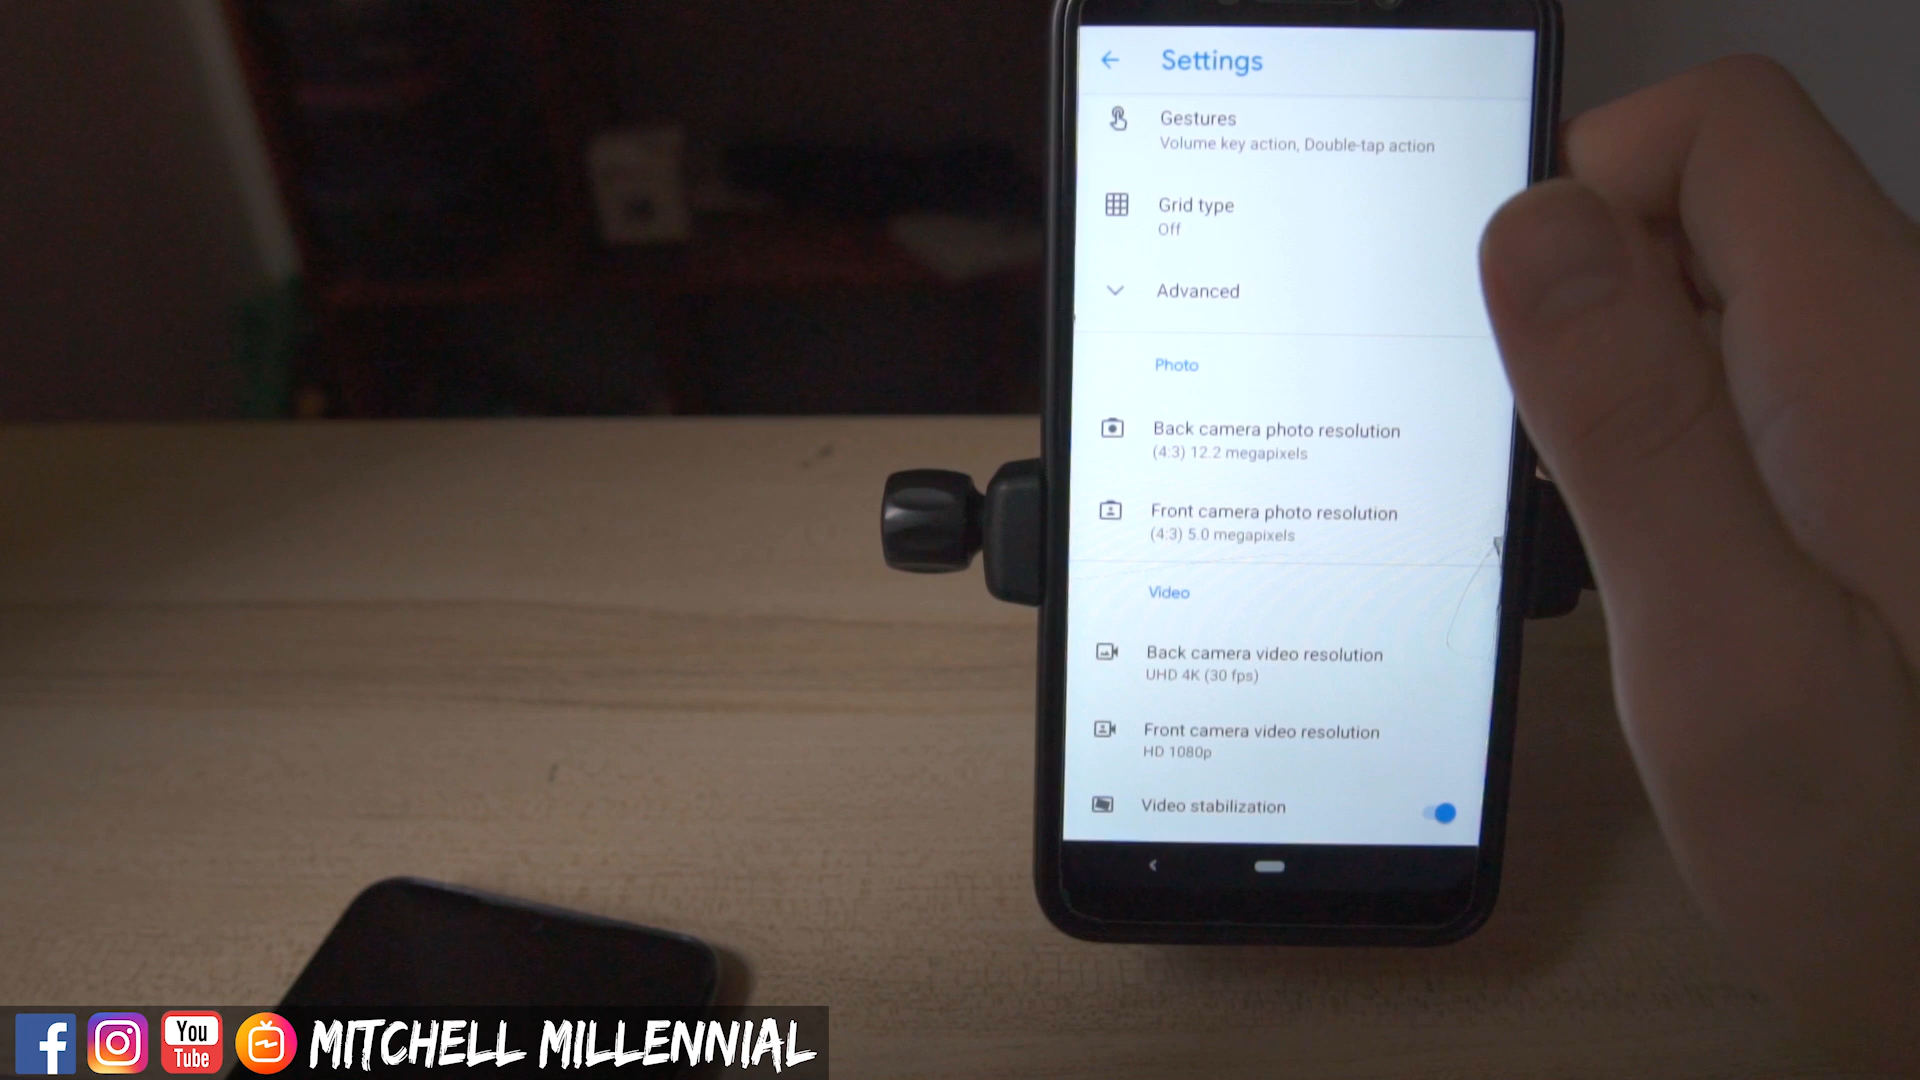 Settings
Gestures
Volume key action, Double-tap action
Grid type
Off
Advanced
Photo
Back camera photo resolution
(4:3) 12.2 megapixels
Front camera photo resolution
(4:3) 5.0 megapixels
Video
Back camera video resolution
UHD 4K (30 fps)
Front camera video resolution
HD 1080p
Video stabilization
You
Tube
MITCHELL MILLENNIAL